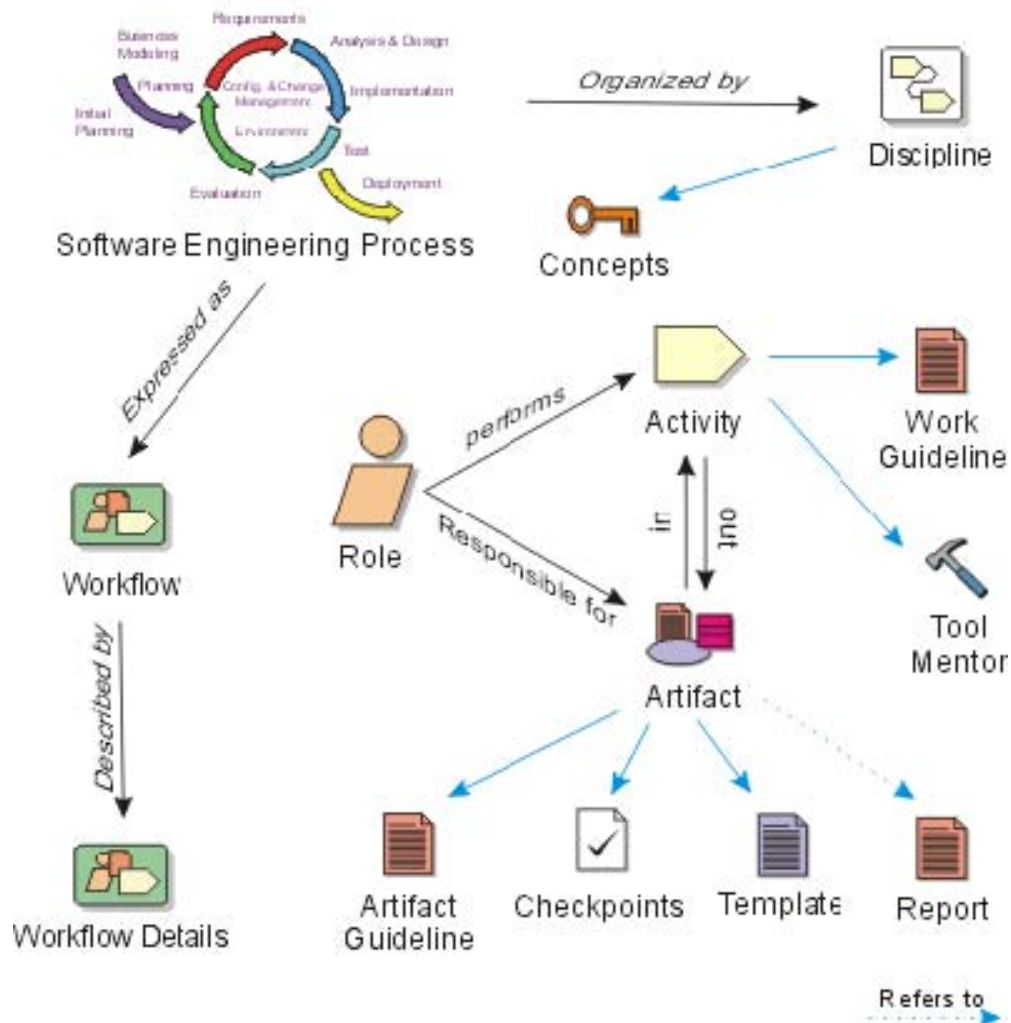 Requirements
Business
Modeling
Analysis & Design
Planning
Config. & Change
Management
Implementation
Initial
Planning
Environment
Test
Evaluation
Deployment
Software Engineering Process
Organized by
Discipline
Concepts
Expressed as
Workflow
Described by
Workflow Details
Role
performs
Responsible for
Activity
in
out
Work
Guideline
Tool
Mentor
Artifact
Artifact
Guideline
Checkpoints
Template
Report
Refers to